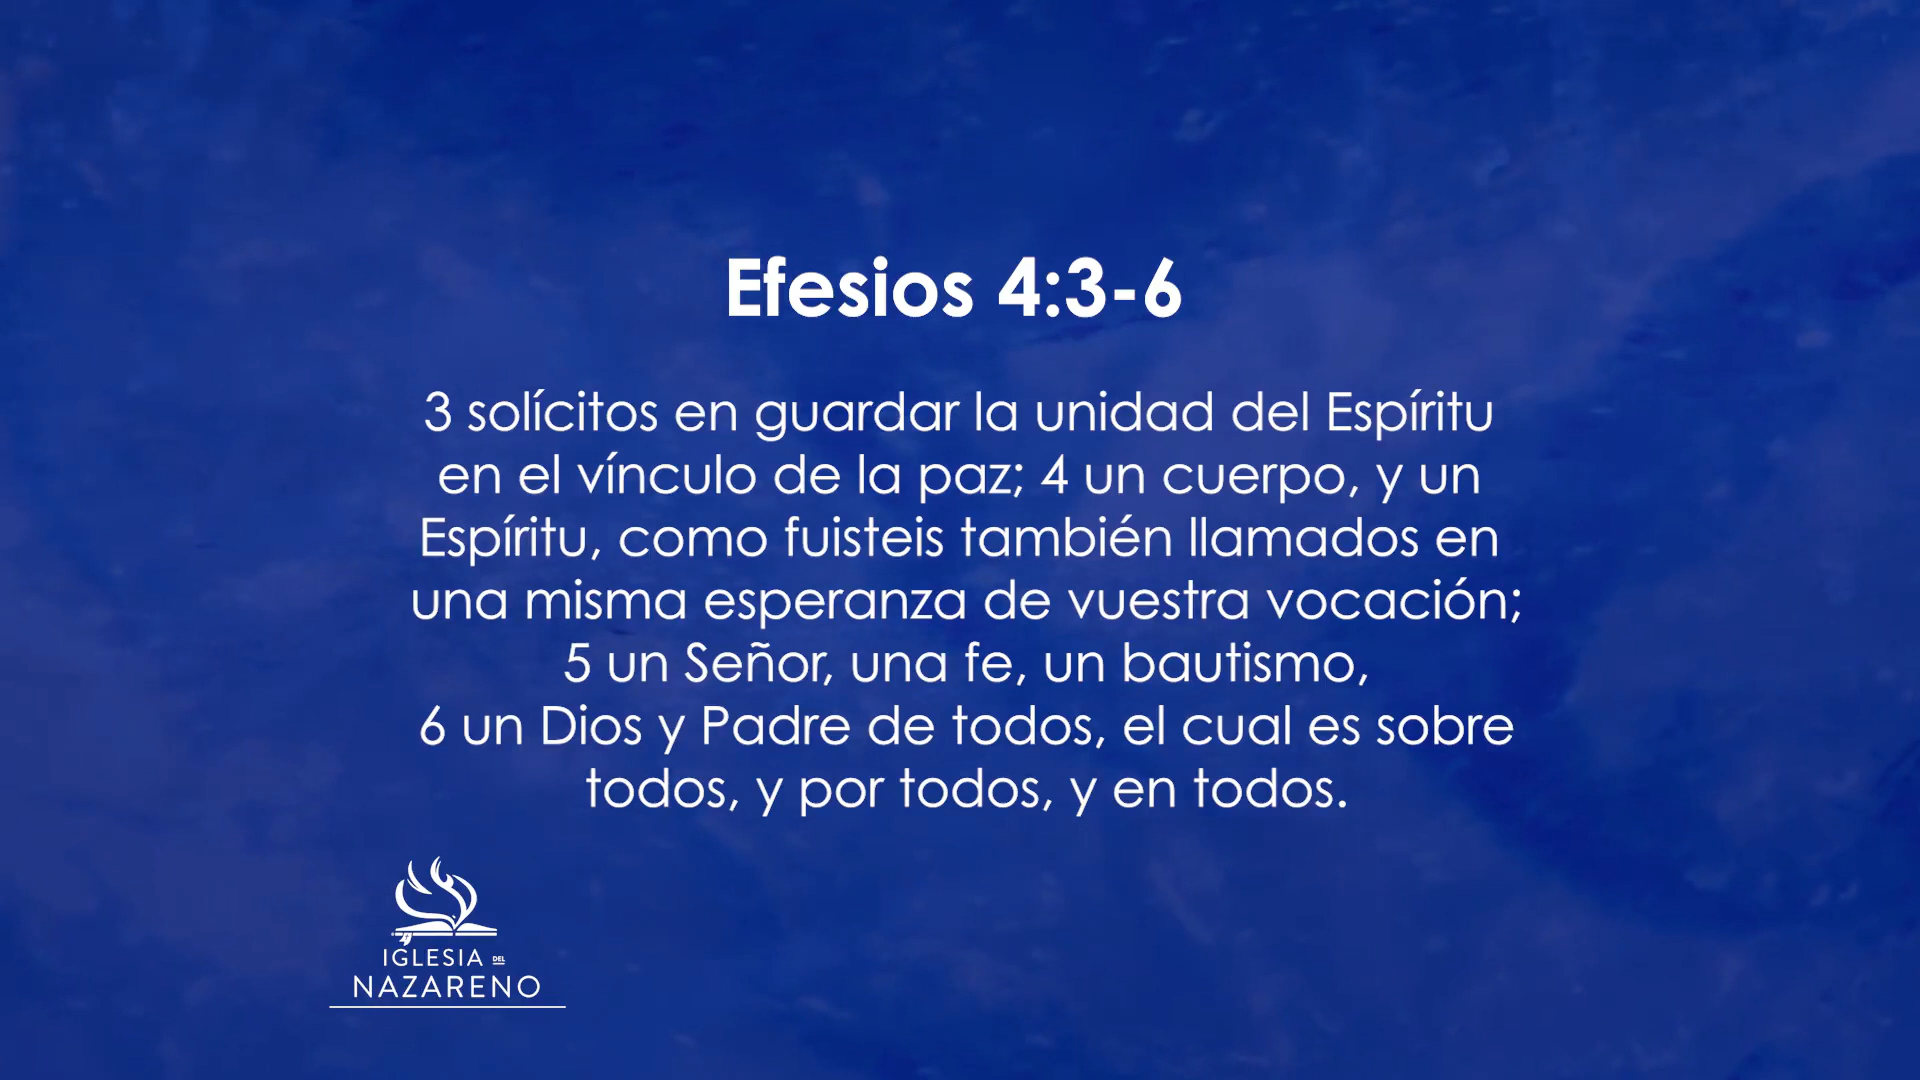 Efesios 4:3-6
3 solícitos en guardar la unidad del Espíritu
en el vínculo de la paz; 4 un cuerpo, y un
Espíritu, como fuisteis también llamados en
una misma esperanza de vuestra vocación;
5 un Señor, una fe, un bautismo,
6 un Dios y Padre de todos, el cual es sobre
todos, y por todos, y en todos.
IGLESIA DEL
NAZARENO